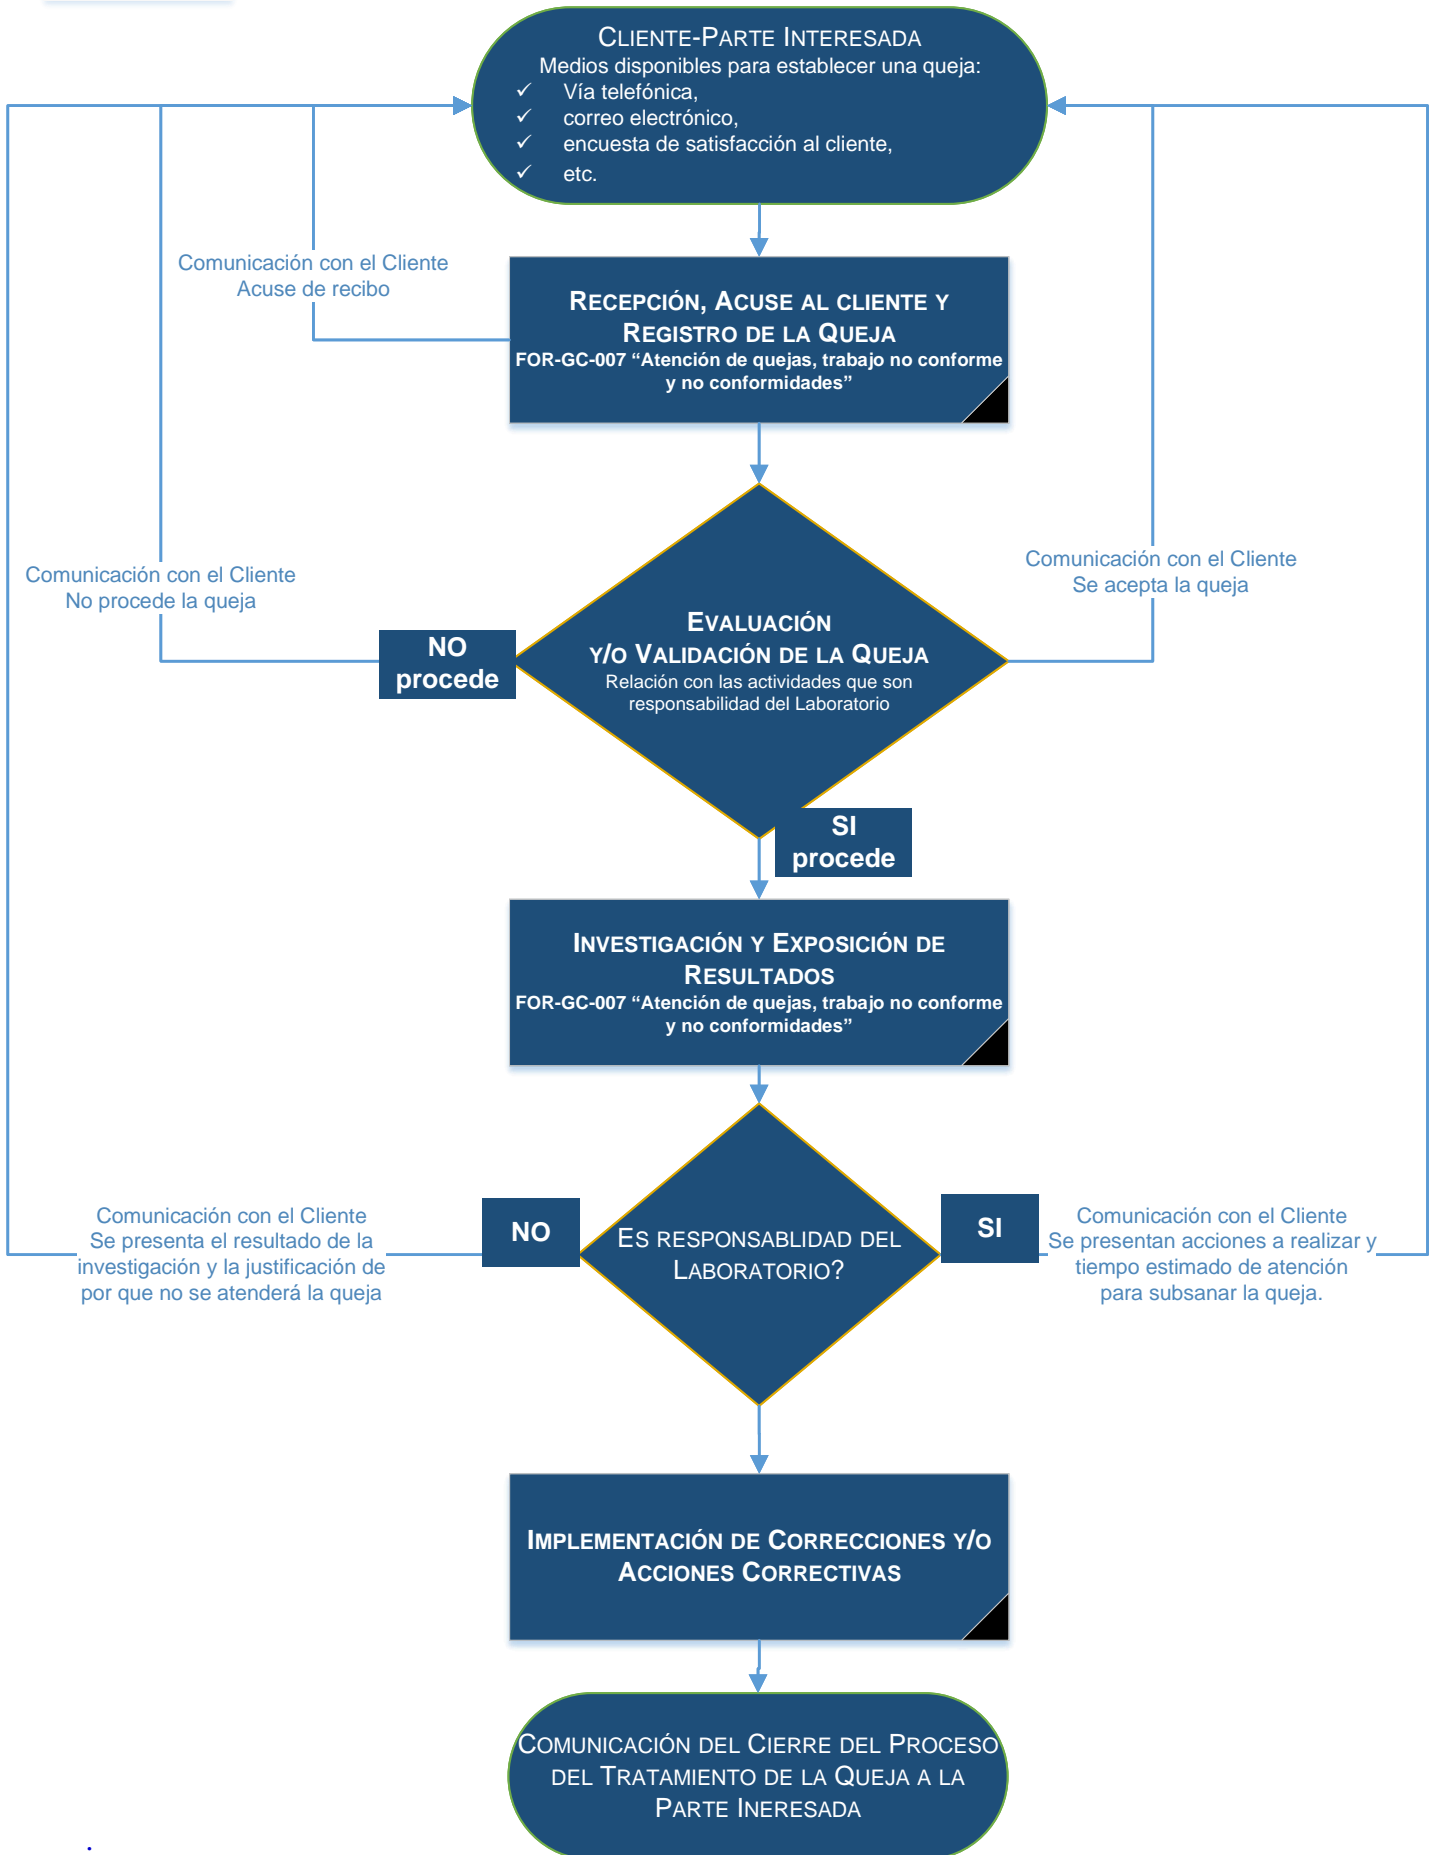 CLIENTE-PARTE INTERESADA
Medios disponibles para establecer una queja:
✓ Vía telefónica,
✓ correo electrónico,
✓ encuesta de satisfacción al cliente,
✓ etc.
Comunicación con el Cliente
Acuse de recibo
RECEPCIÓN, ACUSE AL CLIENTE Y
REGISTRO DE LA QUEJA
FOR-GC-007 “Atención de quejas, trabajo no conforme
y no conformidades”
Comunicación con el Cliente
No procede la queja
Comunicación con el Cliente
Se acepta la queja
NO
procede
EVALUACIÓN
Y/O VALIDACIÓN DE LA QUEJA
Relación con las actividades que son
responsabilidad del Laboratorio
SI
procede
INVESTIGACIÓN Y EXPOSICIÓN DE
RESULTADOS
FOR-GC-007 “Atención de quejas, trabajo no conforme
y no conformidades”
Comunicación con el Cliente
Se presenta el resultado de la
investigación y la justificación de
por que no se atenderá la queja
NO
ES RESPONSABLIDAD DEL
LABORATORIO?
SI
Comunicación con el Cliente
Se presentan acciones a realizar y
tiempo estimado de atención
para subsanar la queja.
IMPLEMENTACIÓN DE CORRECCIONES Y/O
ACCIONES CORRECTIVAS
COMUNICACIÓN DEL CIERRE DEL PROCESO
DEL TRATAMIENTO DE LA QUEJA A LA
PARTE INERESADA
.